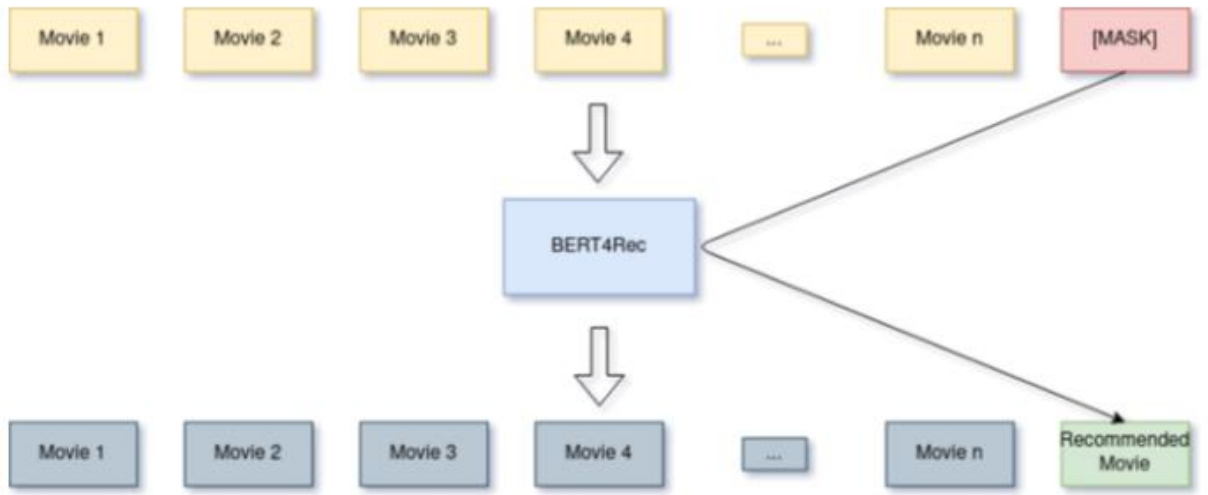 Movie 1
Movie 2
Movie 3
Movie 4
...
Movie n
[MASK]
BERT4Rec
Movie 1
Movie 2
Movie 3
Movie 4
...
Movie n
Recommended
Movie